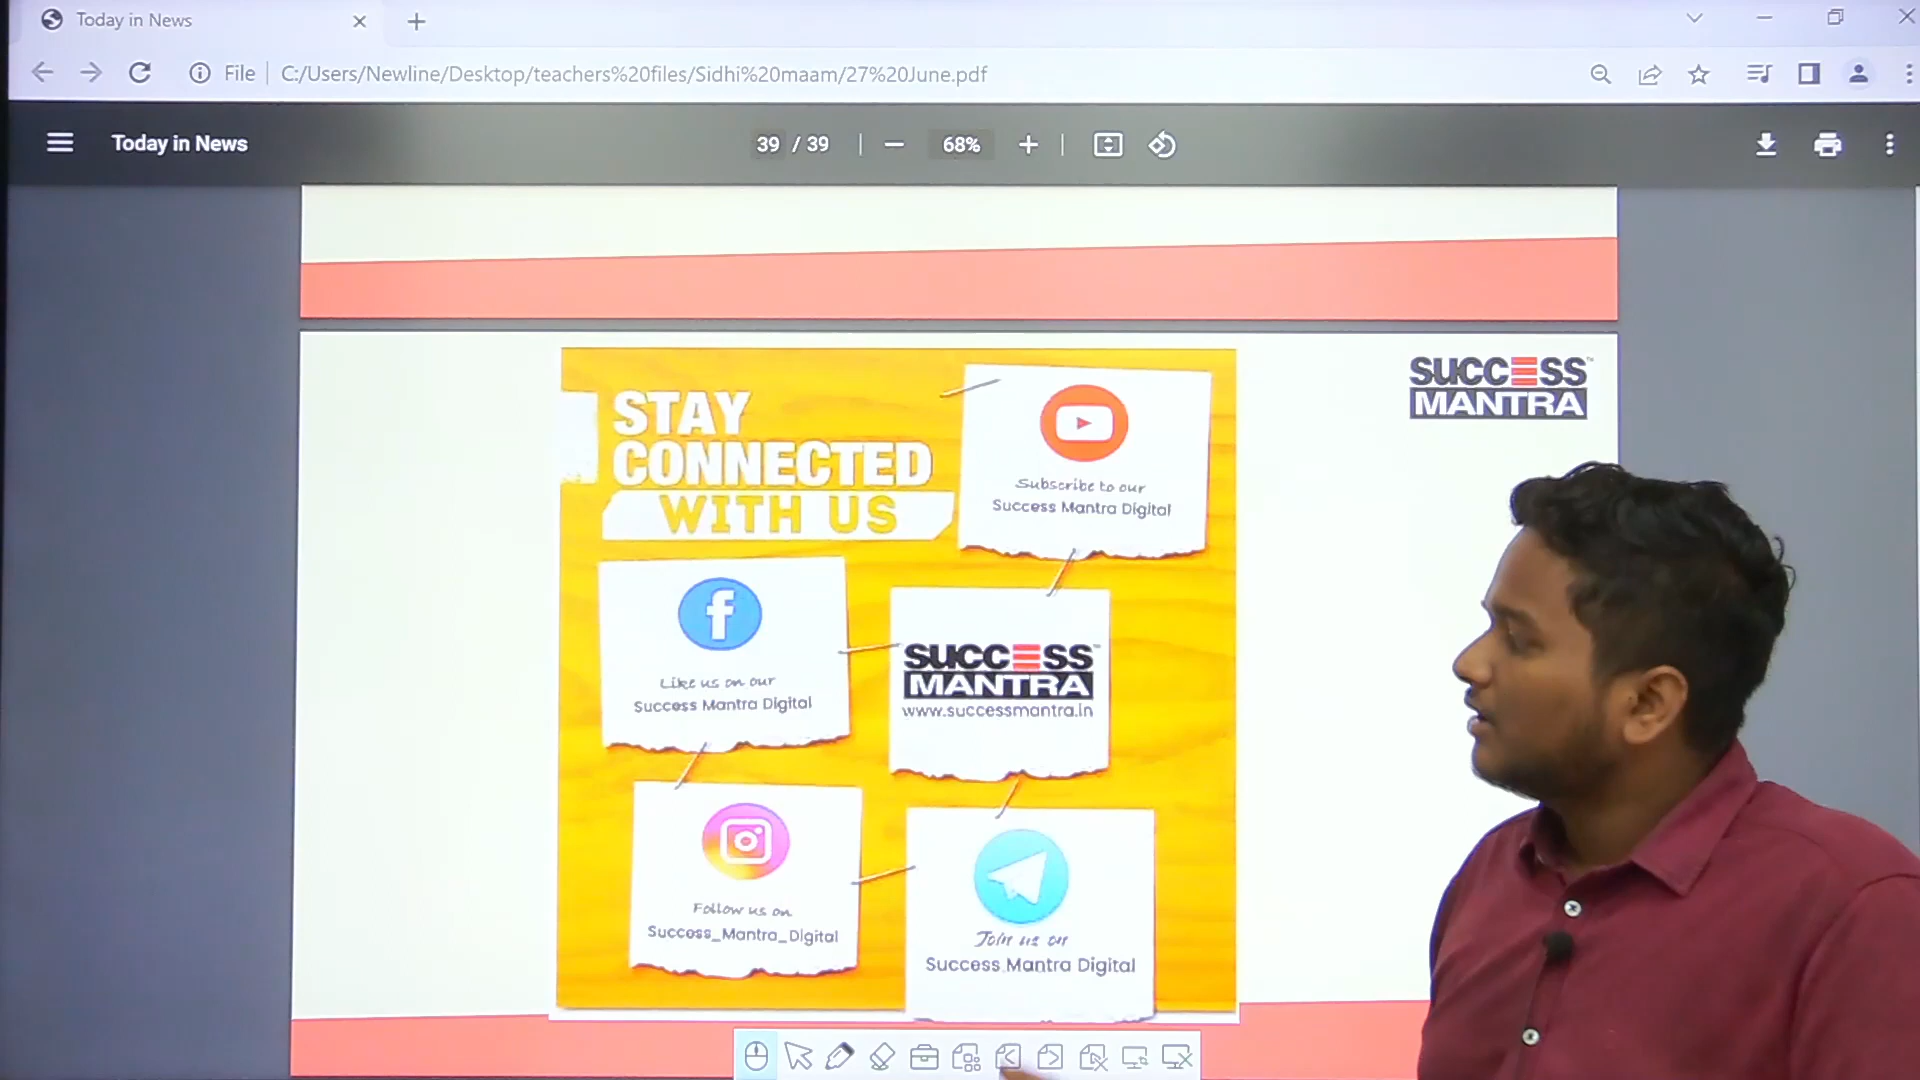 Today in News
File
C:/Users/Newline/Desktop/teachers%20files/Sidhi%20maam/27%20June.pdf
Today in News
39 / 39
68%
STAY
CONNECTED
WITH US
Subscribe to our
Success Mantra Digital
SUCCESS
MANTRA
Like us on our
Success Mantra Digital
SUCCESS
MANTRA
www.successmantra.in
Follow us on
Success_Mantra_Digital
Join us on
Success Mantra Digital